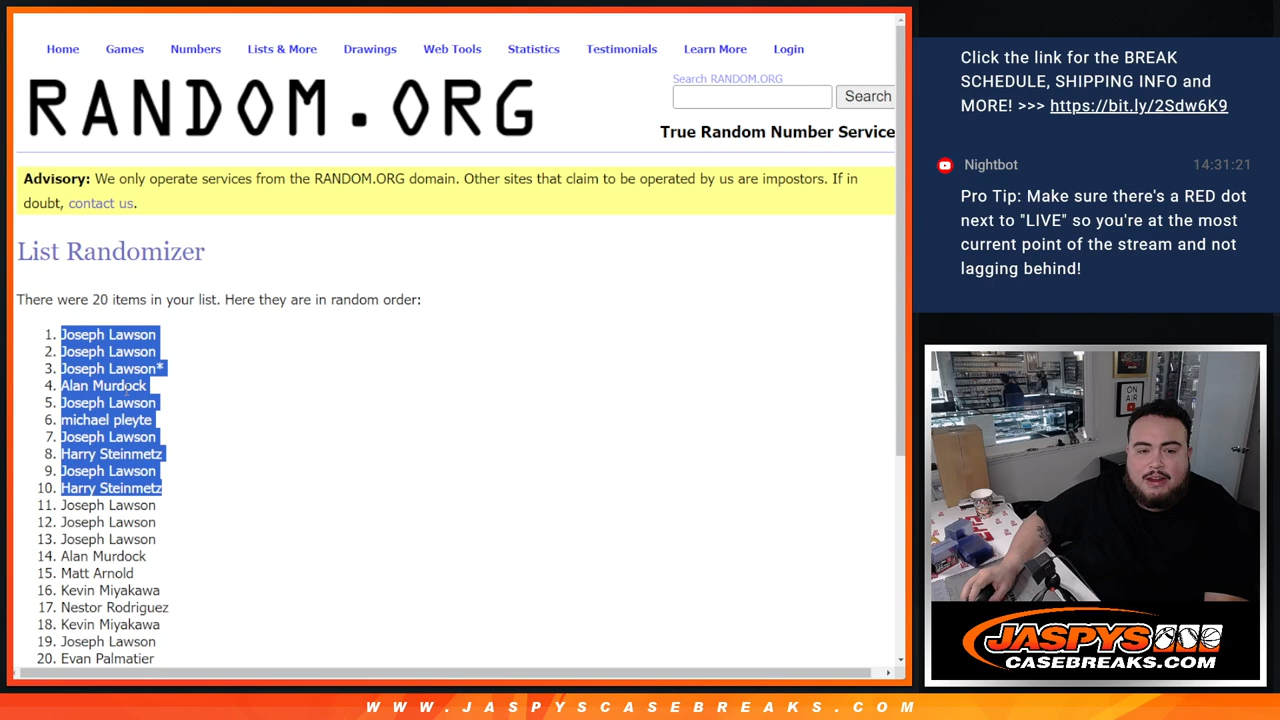 Home Games Numbers Lists & More Drawings Web Tools Statistics Testimonials Learn More Login
RANDOM.ORG
Search RANDOM.ORG
Search
True Random Number Service
Advisory: We only operate services from the RANDOM.ORG domain. Other sites that claim to be operated by us are impostors. If in
doubt, contact us.
List Randomizer
There were 20 items in your list. Here they are in random order:
1. Joseph Lawson
2. Joseph Lawson
3. Joseph Lawson*
4. Alan Murdock
5. Joseph Lawson
6. michael pleyte
7. Joseph Lawson
8. Harry Steinmetz
9. Joseph Lawson
10. Harry Steinmetz
11. Joseph Lawson
12. Joseph Lawson
13. Joseph Lawson
14. Alan Murdock
15. Matt Arnold
16. Kevin Miyakawa
17. Nestor Rodriguez
18. Kevin Miyakawa
19. Joseph Lawson
20. Evan Palmatier
Click the link for the BREAK
SCHEDULE, SHIPPING INFO and
MORE! >>> https://bit.ly/2Sdw6K9
Nightbot 14:31:21
Pro Tip: Make sure there's a RED dot
next to "LIVE" so you're at the most
current point of the stream and not
lagging behind!
ON
AIR
JASPYS
CASEBREAKS.COM
WWW.JASPYSCASEBREAKS.COM